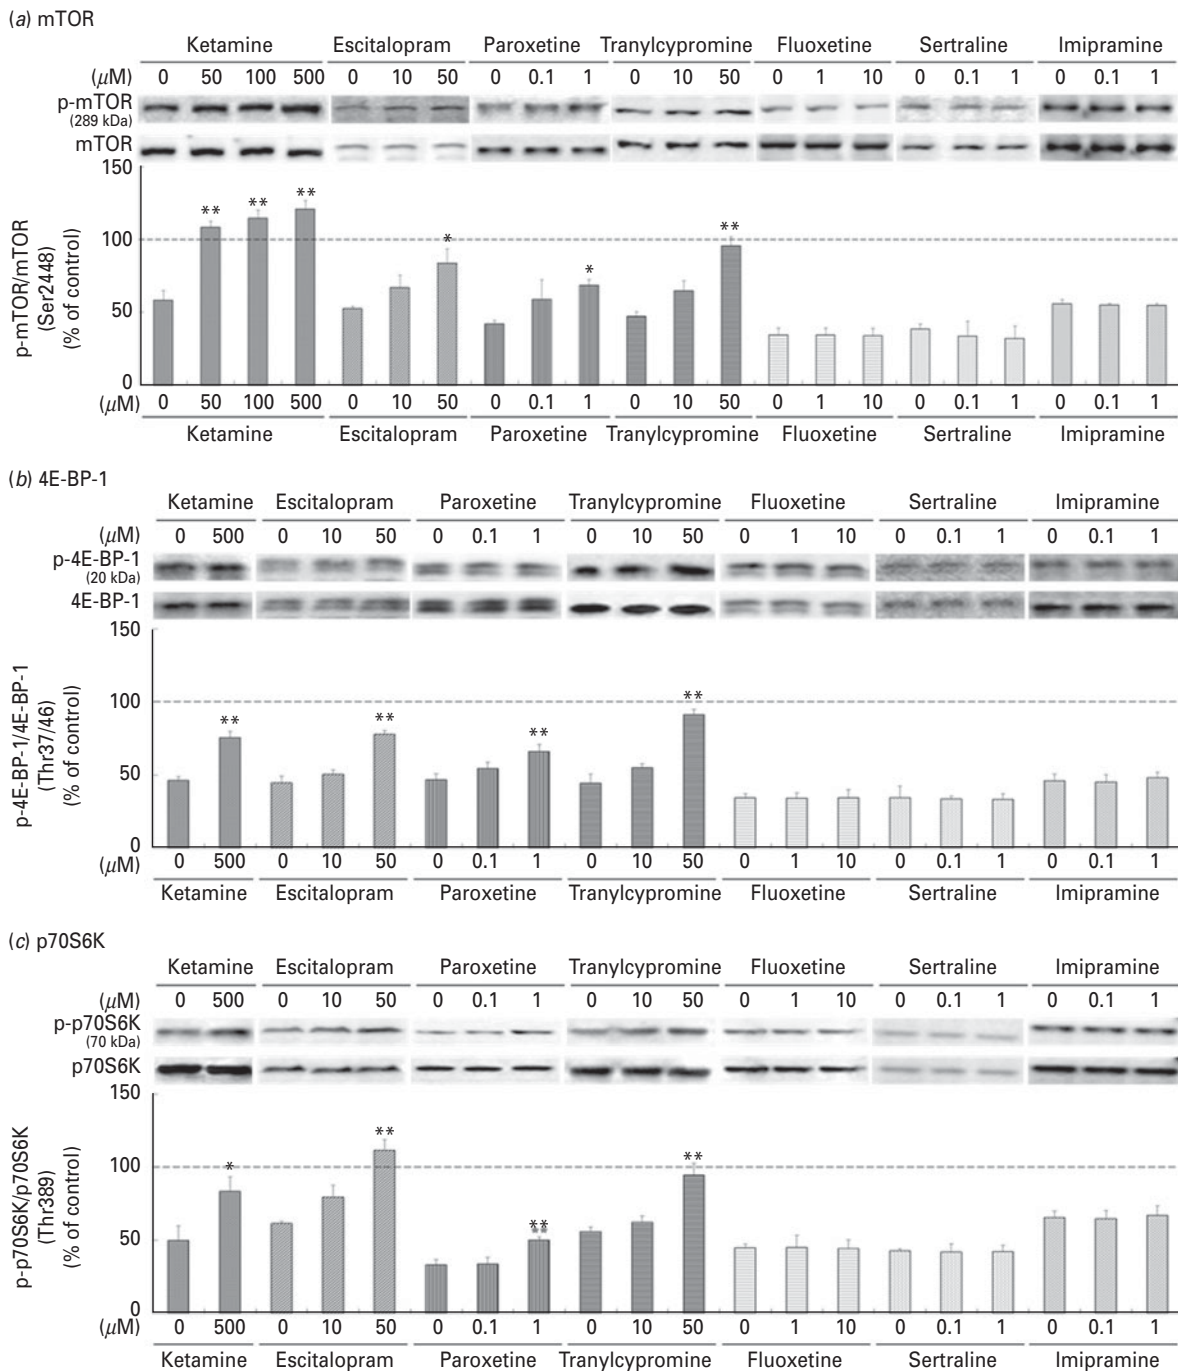 (a) mTOR
Ketamine Escitalopram Paroxetine Tranylcypromine Fluoxetine Sertraline Imipramine
(μM) 0 50 100 500 0 10 50 0 0.1 1 0 10 50 0 1 10 0 0.1 1 0 0.1 1
p-mTOR
(289 kDa)
mTOR
150
** ** ** * * **
100
50
0
p-mTOR/mTOR
(Ser2448)
(% of control)
(μM) 0 50 100 500 0 10 50 0 0.1 1 0 10 50 0 1 10 0 0.1 1 0 0.1 1
Ketamine Escitalopram Paroxetine Tranylcypromine Fluoxetine Sertraline Imipramine
(b) 4E-BP-1
Ketamine Escitalopram Paroxetine Tranylcypromine Fluoxetine Sertraline Imipramine
(μM) 0 500 0 10 50 0 0.1 1 0 10 50 0 1 10 0 0.1 1 0 0.1 1
p-4E-BP-1
(20 kDa)
4E-BP-1
150
** ** ** **
100
50
0
p-4E-BP-1/4E-BP-1
(Thr37/46)
(% of control)
(μM) 0 500 0 10 50 0 0.1 1 0 10 50 0 1 10 0 0.1 1 0 0.1 1
Ketamine Escitalopram Paroxetine Tranylcypromine Fluoxetine Sertraline Imipramine
(c) p70S6K
Ketamine Escitalopram Paroxetine Tranylcypromine Fluoxetine Sertraline Imipramine
(μM) 0 500 0 10 50 0 0.1 1 0 10 50 0 1 10 0 0.1 1 0 0.1 1
p-p70S6K
(70 kDa)
p70S6K
150
* ** ** **
100
50
0
p-p70S6K/p70S6K
(Thr389)
(% of control)
(μM) 0 500 0 10 50 0 0.1 1 0 10 50 0 1 10 0 0.1 1 0 0.1 1
Ketamine Escitalopram Paroxetine Tranylcypromine Fluoxetine Sertraline Imipramine